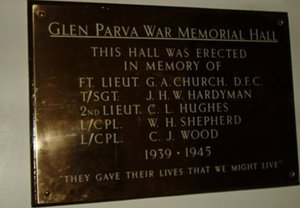 GLEN PARVA WAR MEMORIAL HALL
THIS HALL WAS ERECTED
IN MEMORY OF
FT. LIEUT. G. A. CHURCH. D.F.C.
T/SGT. J. H. W. HARDYMAN
2ND LIEUT. C. L. HUGHES
L/CPL. W. H. SHEPHERD
L/CPL. C. J. WOOD
1939 · 1945
"THEY GAVE THEIR LIVES THAT WE MIGHT LIVE"